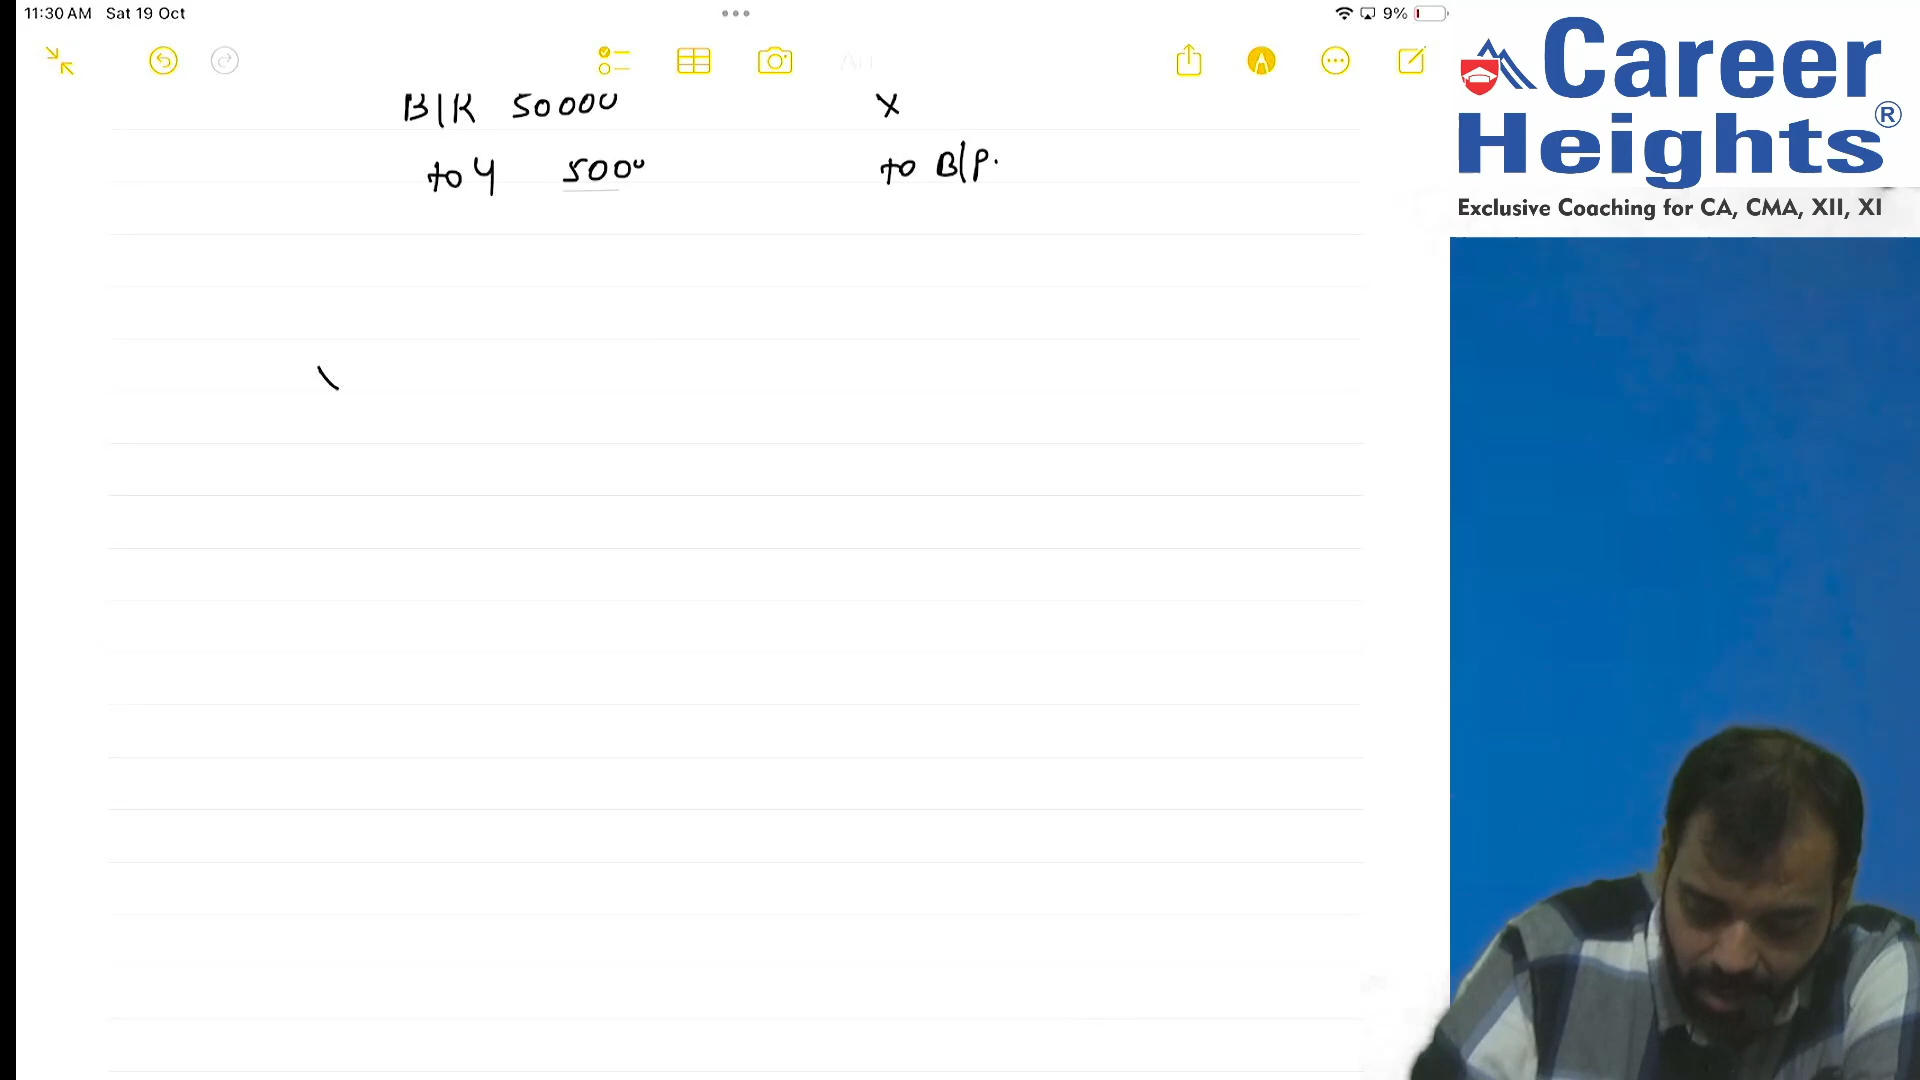 11:30 AM Sat 19 Oct
9%
B/R 50000 X
to Y 5000 to B/P.
Career
Heights®
Exclusive Coaching for CA, CMA, XII, XI